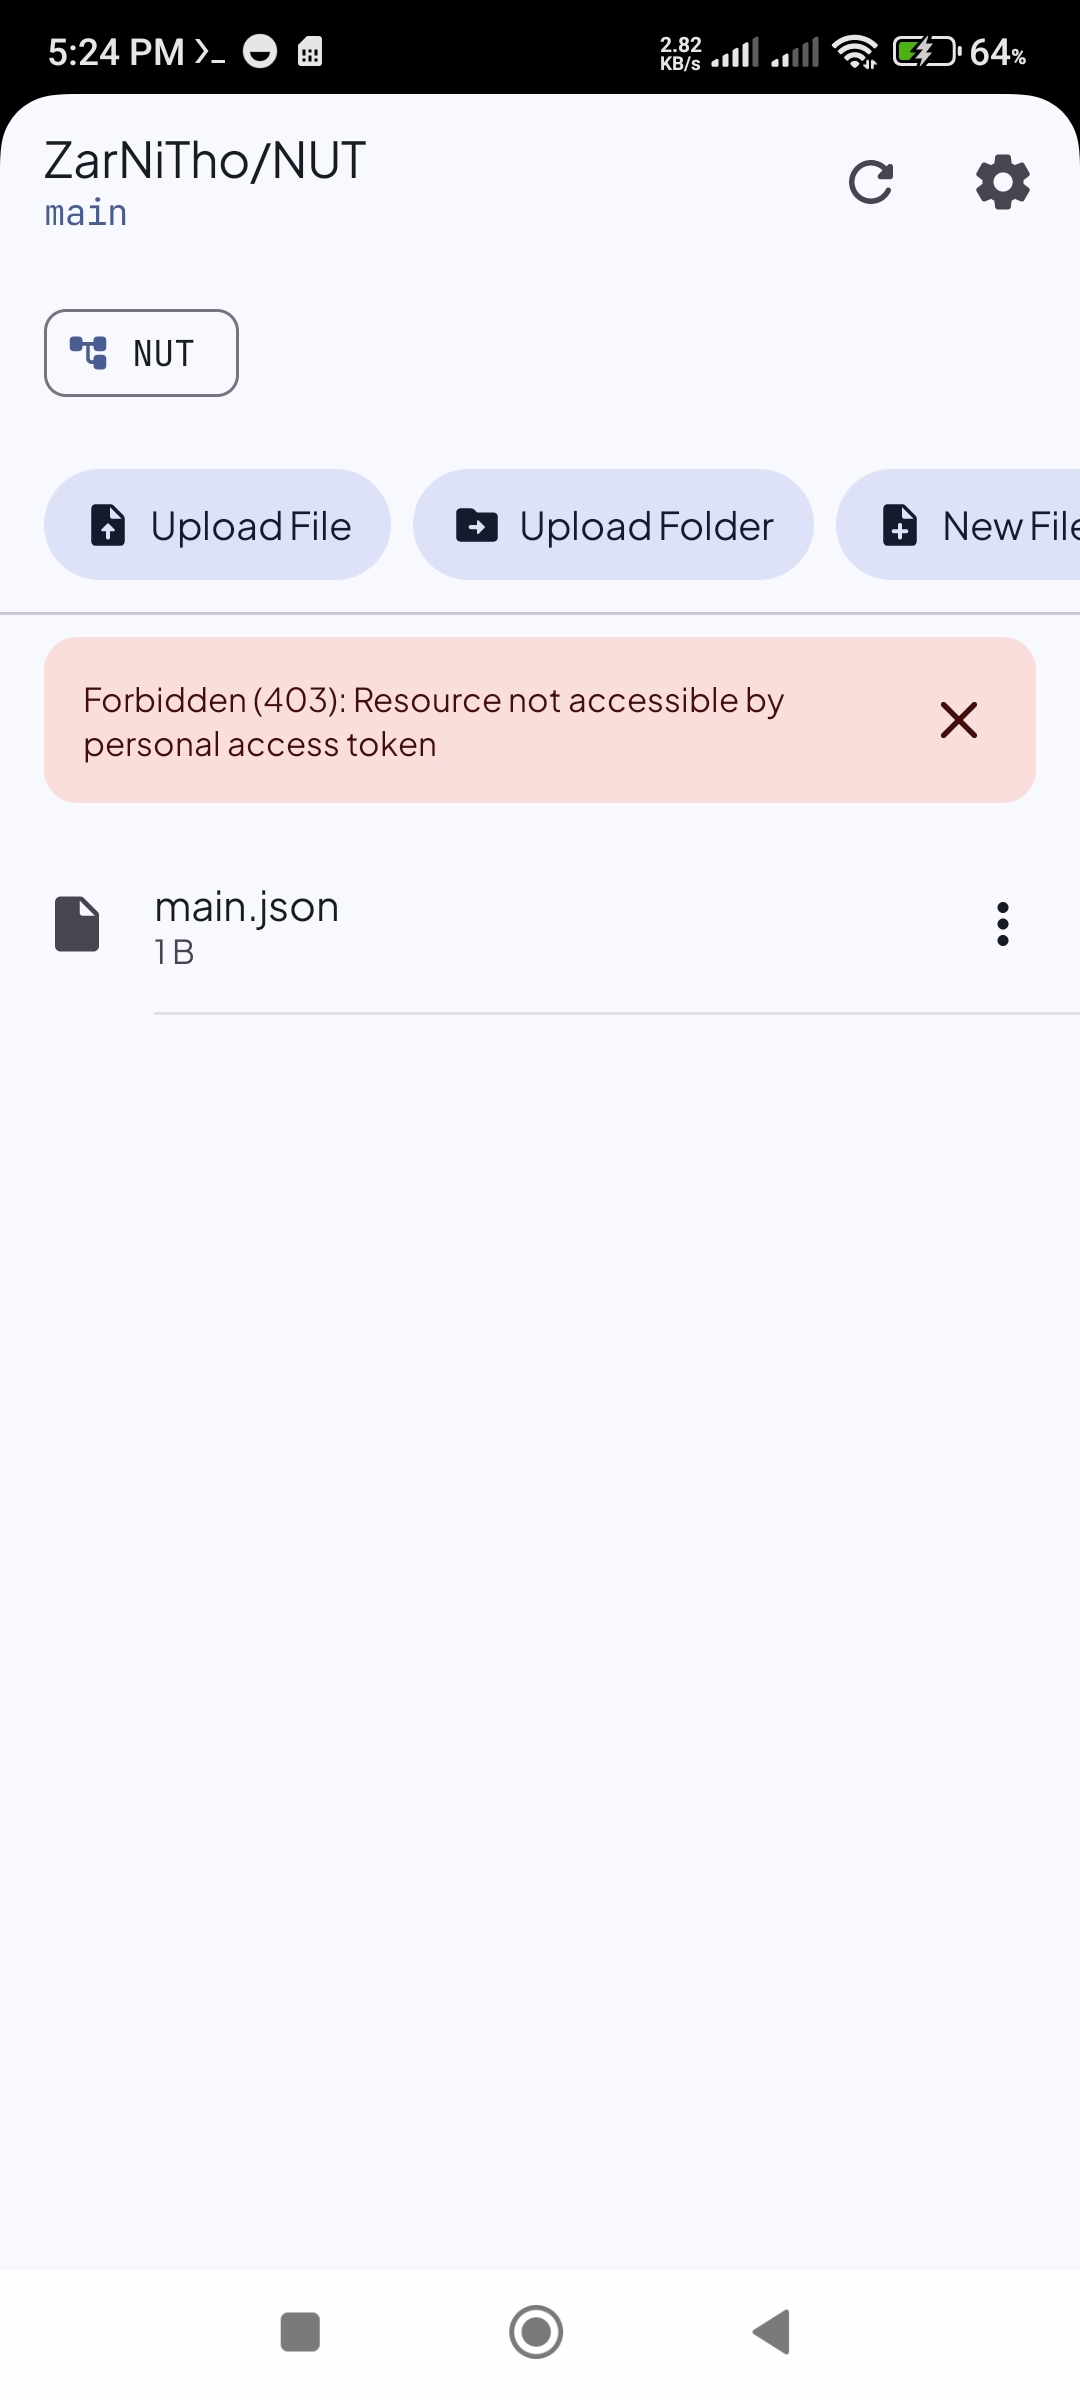 5:24 PM
2.82
KB/s
64%
ZarNiTho/NUT
main
NUT
Upload File
Upload Folder
New File
Forbidden (403): Resource not accessible by
personal access token
main.json
1 B